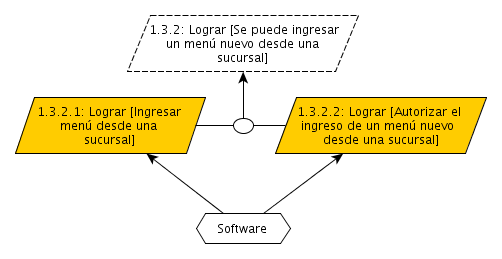 1.3.2: Lograr [Se puede ingresar
un menú nuevo desde una
sucursal]
1.3.2.1: Lograr [Ingresar
menú desde una
sucursal]
1.3.2.2: Lograr [Autorizar el
ingreso de un menú nuevo
desde una sucursal]
Software